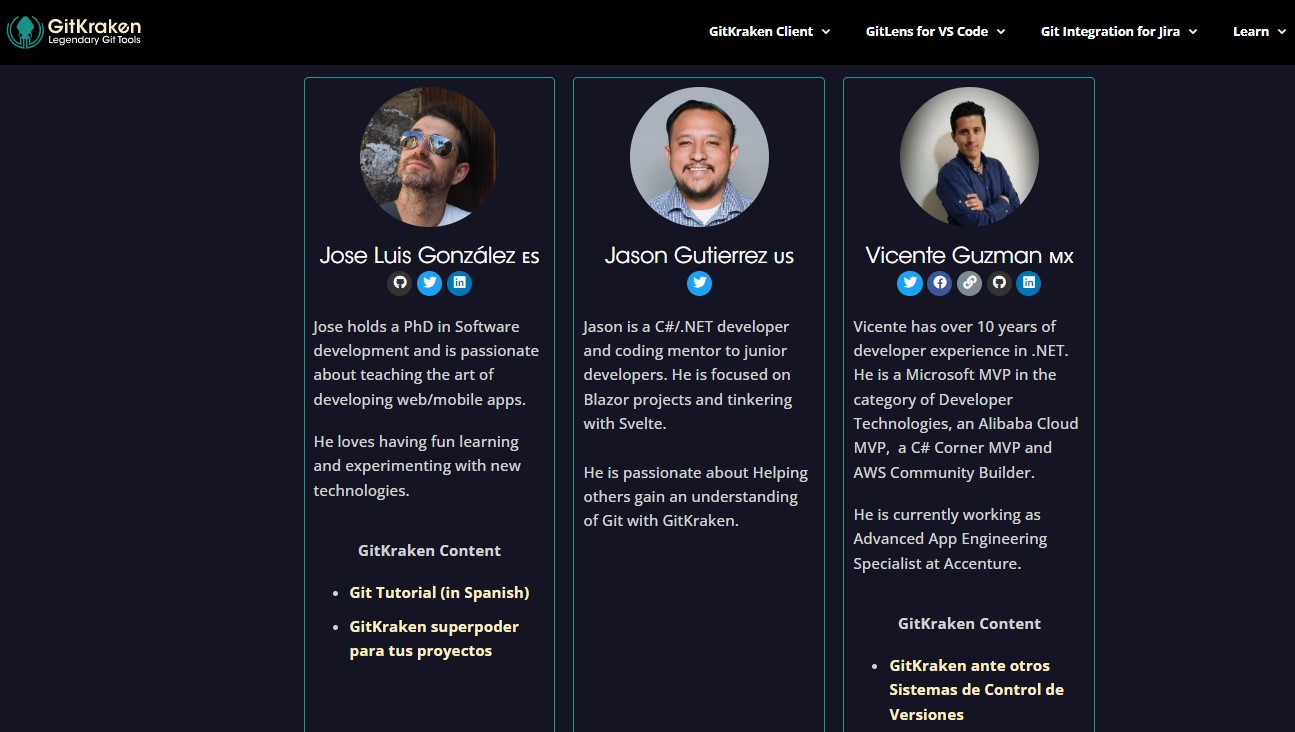 GitKraken
Legendary Git Tools
GitKraken Client
GitLens for VS Code
Git Integration for Jira
Learn
Jose Luis González ES
Jose holds a PhD in Software
development and is passionate
about teaching the art of
developing web/mobile apps.
He loves having fun learning
and experimenting with new
technologies.
GitKraken Content
• Git Tutorial (in Spanish)
• GitKraken superpoder
para tus proyectos
Jason Gutierrez US
Jason is a C#/.NET developer
and coding mentor to junior
developers. He is focused on
Blazor projects and tinkering
with Svelte.
He is passionate about Helping
others gain an understanding
of Git with GitKraken.
Vicente Guzman MX
Vicente has over 10 years of
developer experience in .NET.
He is a Microsoft MVP in the
category of Developer
Technologies, an Alibaba Cloud
MVP,  a C# Corner MVP and
AWS Community Builder.
He is currently working as
Advanced App Engineering
Specialist at Accenture.
GitKraken Content
• GitKraken ante otros
Sistemas de Control de
Versiones